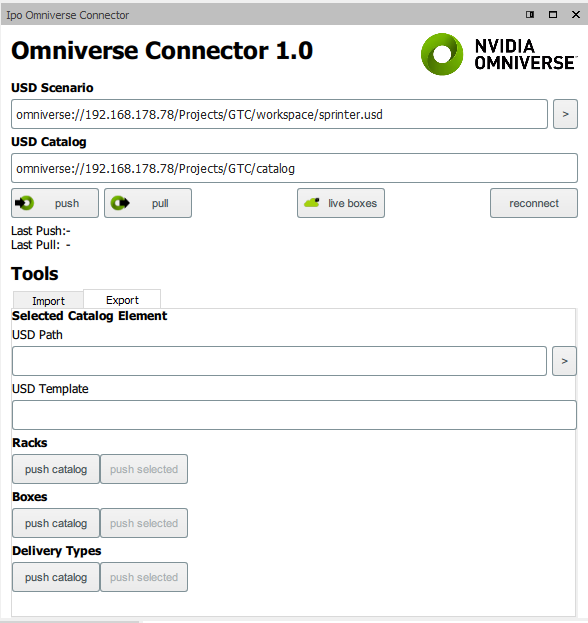 Ipo Omniverse Connector
Omniverse Connector 1.0
NVIDIA
OMNIVERSE™
USD Scenario
omniverse://192.168.178.78/Projects/GTC/workspace/sprinter.usd >
USD Catalog
omniverse://192.168.178.78/Projects/GTC/catalog
push pull live boxes reconnect
Last Push:-
Last Pull: -
Tools
Import Export
Selected Catalog Element
USD Path
>
USD Template
Racks
push catalog push selected
Boxes
push catalog push selected
Delivery Types
push catalog push selected